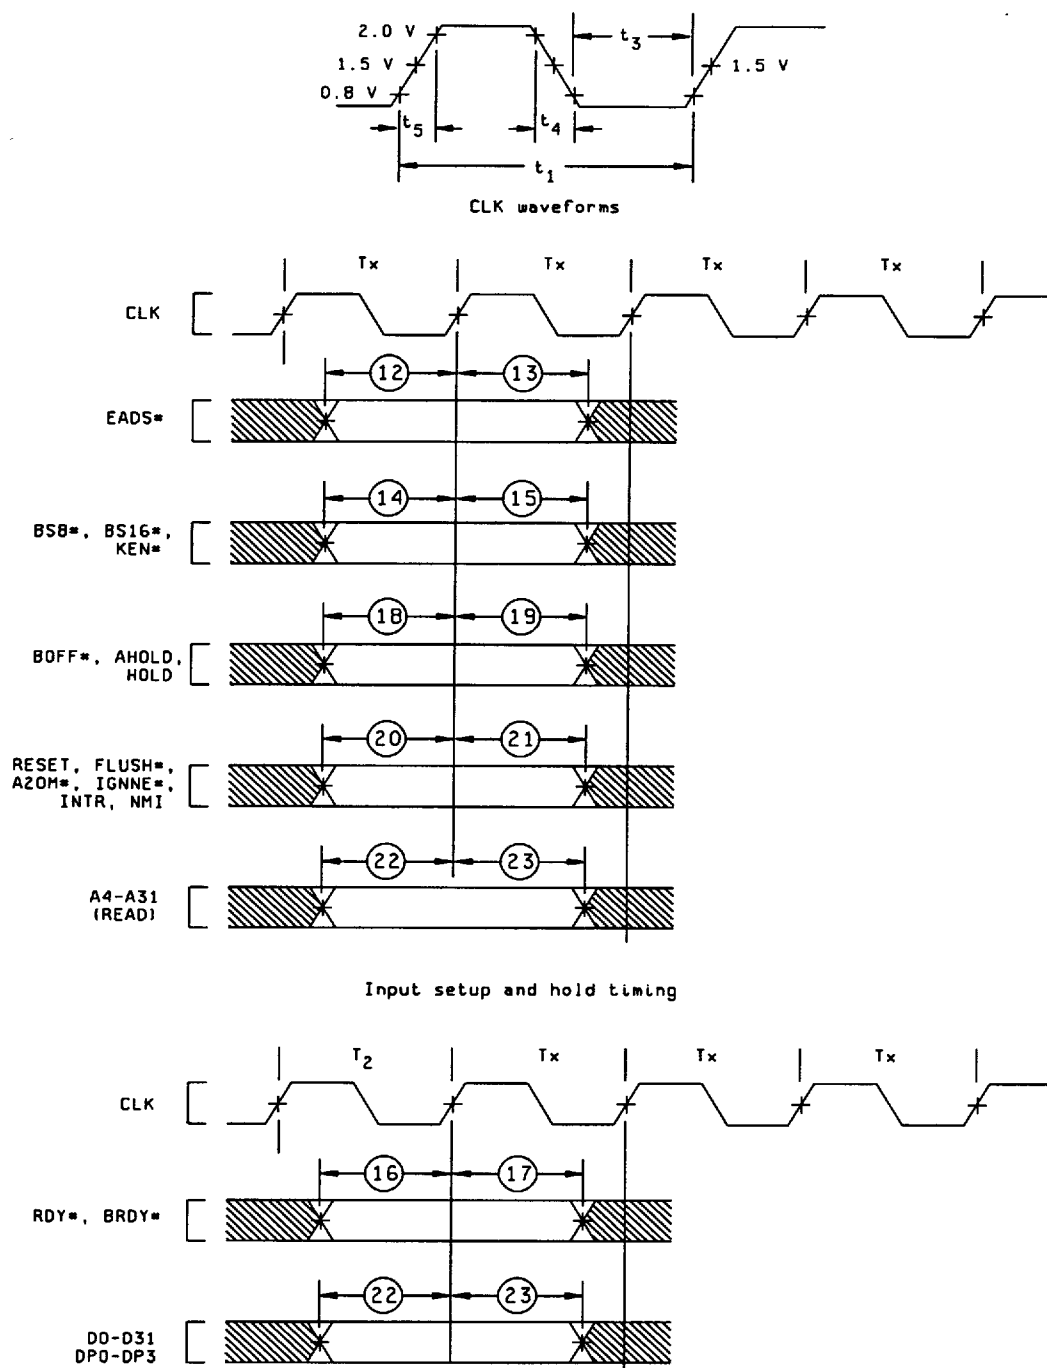 2.0 V
t3
1.5 V
1.5 V
0.8 V
t5
t4
t1
CLK waveforms
Tx Tx Tx Tx
CLK
12 13
EADS*
14 15
BS8*, BS16*,
KEN*
18 19
BOFF*, AHOLD,
HOLD
20 21
RESET, FLUSH*,
A20M*, IGNNE*,
INTR, NMI
22 23
A4-A31
(READ)
Input setup and hold timing
T2 Tx Tx Tx
CLK
16 17
RDY*, BRDY*
22 23
D0-D31
DP0-DP3